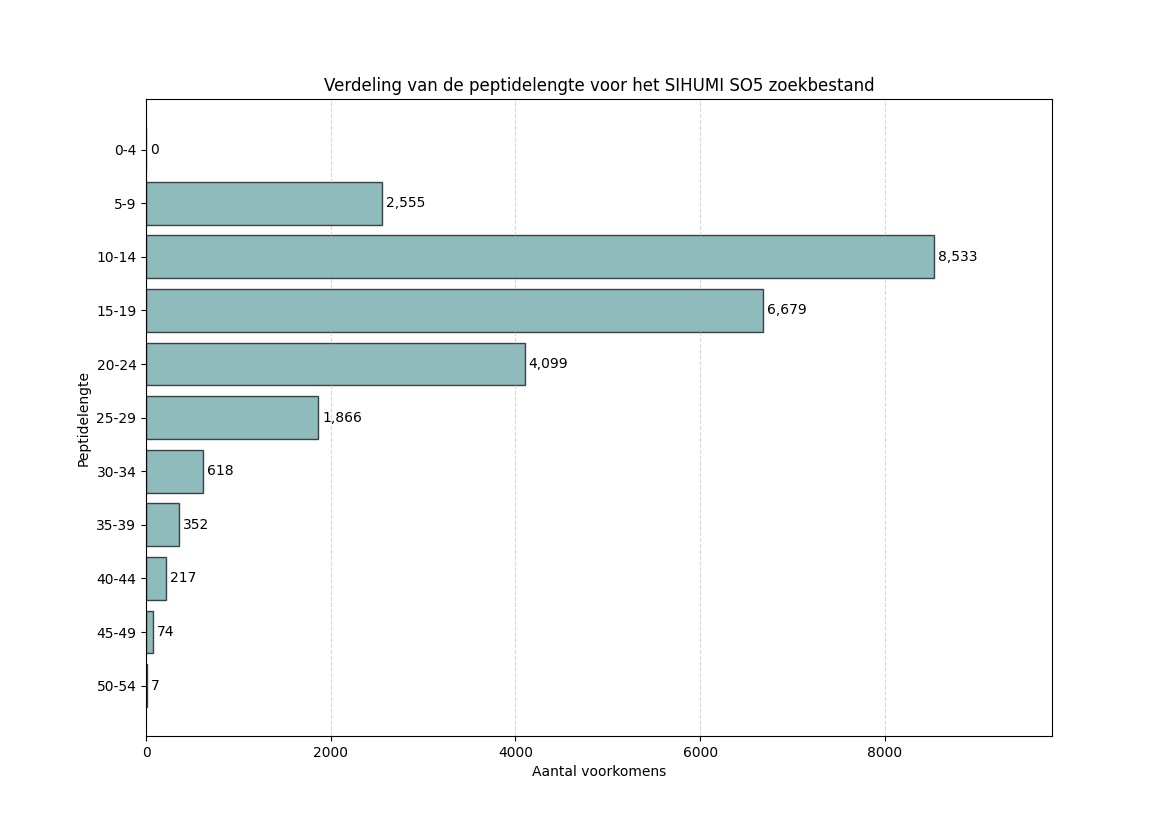 Verdeling van de peptidelengte voor het SIHUMI SO5 zoekbestand
Peptidelengte
0-4 0
5-9 2,555
10-14 8,533
15-19 6,679
20-24 4,099
25-29 1,866
30-34 618
35-39 352
40-44 217
45-49 74
50-54 7
0 2000 4000 6000 8000
Aantal voorkomens